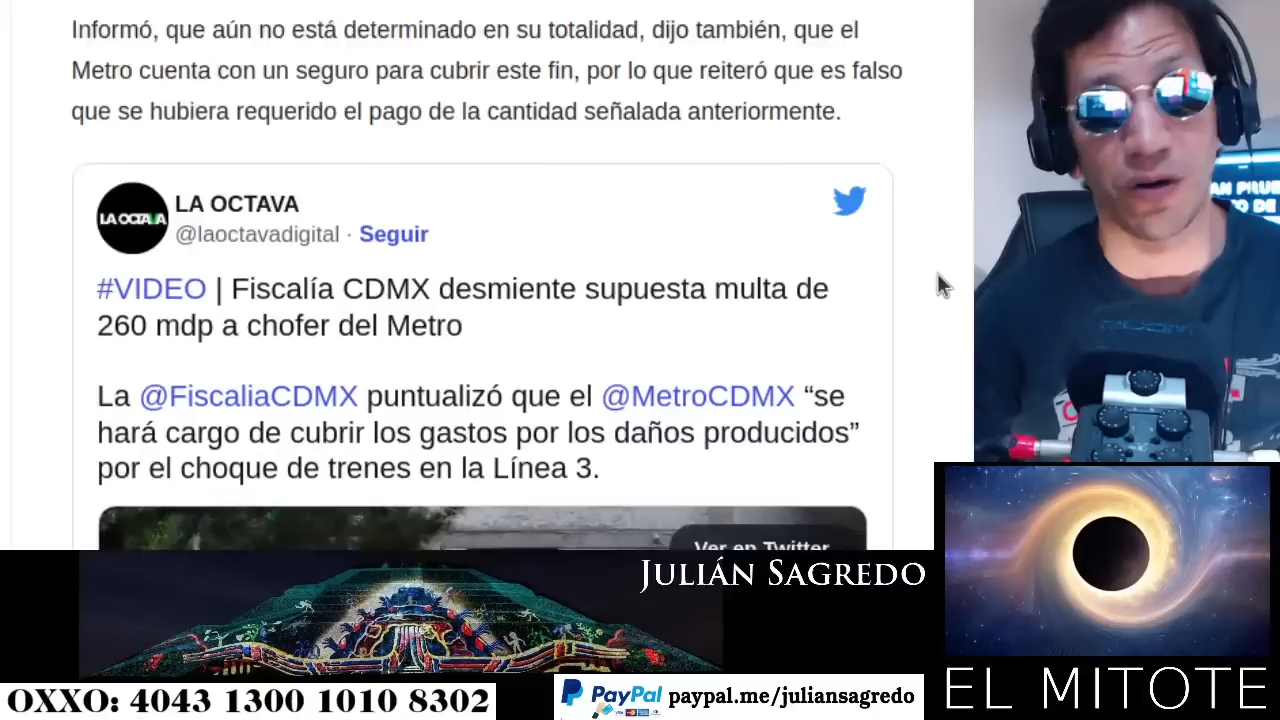 Informó, que aún no está determinado en su totalidad, dijo también, que el
Metro cuenta con un seguro para cubrir este fin, por lo que reiteró que es falso
que se hubiera requerido el pago de la cantidad señalada anteriormente.
LA OCTAVA
LA OCTAVA
@laoctavadigital · Seguir
#VIDEO | Fiscalía CDMX desmiente supuesta multa de
260 mdp a chofer del Metro
La @FiscaliaCDMX puntualizó que el @MetroCDMX “se
hará cargo de cubrir los gastos por los daños producidos”
por el choque de trenes en la Línea 3.
Ver en Twitter
JULIÁN SAGREDO
OXXO: 4043 1300 1010 8302
PayPal paypal.me/juliansagredo
EL MITOTE